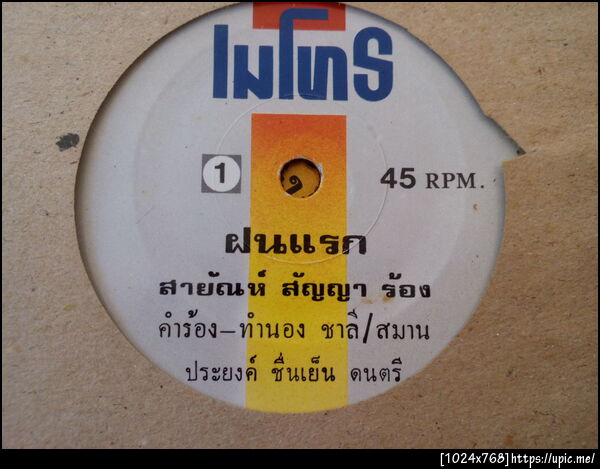 เมโทร
1
45 RPM.
ฝนแรก
สายัณห์ สัญญา ร้อง
คำร้อง-ทำนอง ชาลี/สมาน
ประยงค์ ชื่นเย็น ดนตรี
[1024x768]https://upic.me/